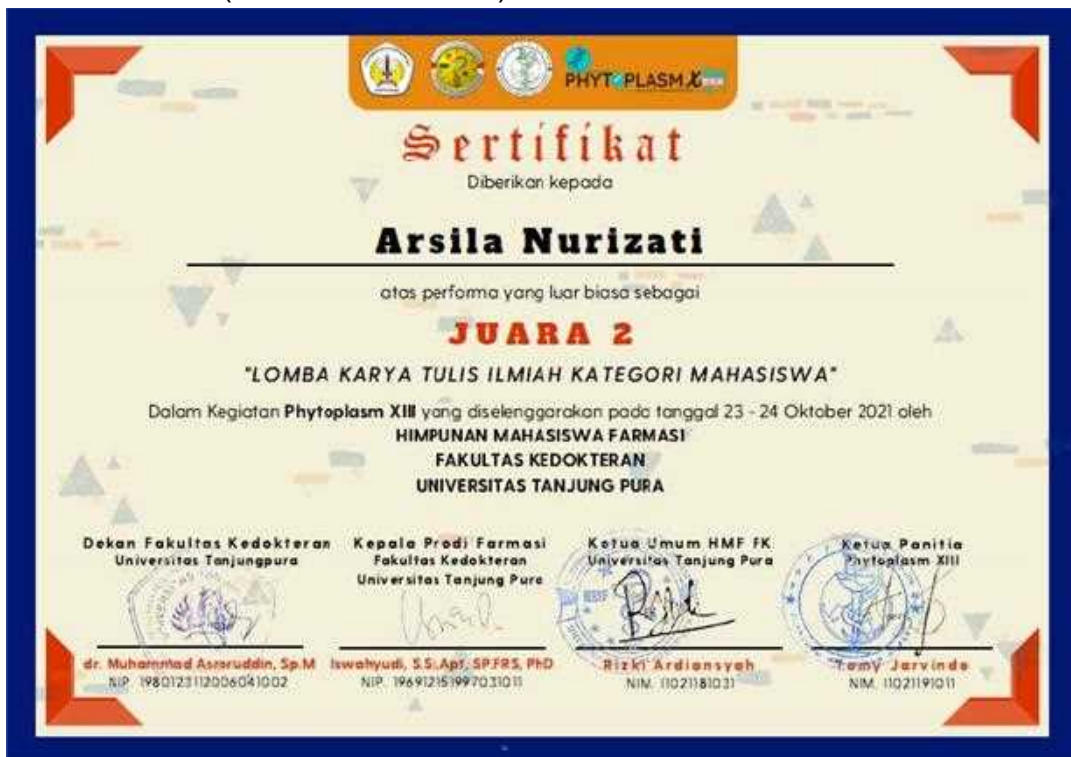 PHYTOPLASM X
Sertifikat
Diberikan kepada
Arsila Nurizati
atas performa yang luar biasa sebagai
JUARA 2
"LOMBA KARYA TULIS ILMIAH KATEGORI MAHASISWA"
Dalam Kegiatan Phytoplasm XIII yang diselenggarakan pada tanggal 23 - 24 Oktober 2021 oleh
HIMPUNAN MAHASISWA FARMASI
FAKULTAS KEDOKTERAN
UNIVERSITAS TANJUNG PURA
Dekan Fakultas Kedokteran
Universitas Tanjungpura
Kepala Prodi Farmasi
Fakultas Kedokteran
Universitas Tanjung Pura
Ketua Umum HMF FK
Universitas Tanjung Pura
Ketua Panitia
Phytoplasm XIII
dr. Muhammad Asroruddin, Sp.M
NIP. 1980123112006041002
Iswahyudi, S.Si,Apt, SP.FRS, PhD
NIP. 196912151997031011
Rizki Ardiansyah
NIM. I1021181031
Tomy Jarvindo
NIM. I1021191011